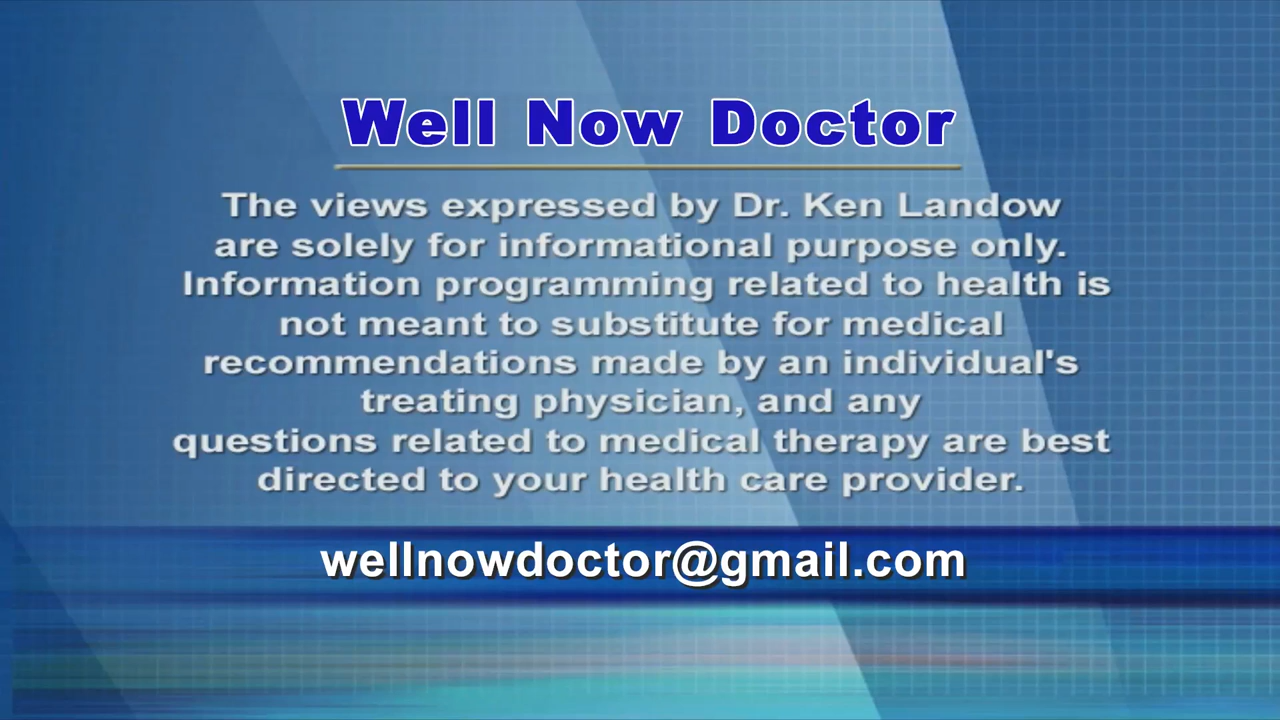 Well Now Doctor
The views expressed by Dr. Ken Landow
are solely for informational purpose only.
Information programming related to health is
not meant to substitute for medical
recommendations made by an individual's
treating physician, and any
questions related to medical therapy are best
directed to your health care provider.
wellnowdoctor@gmail.com